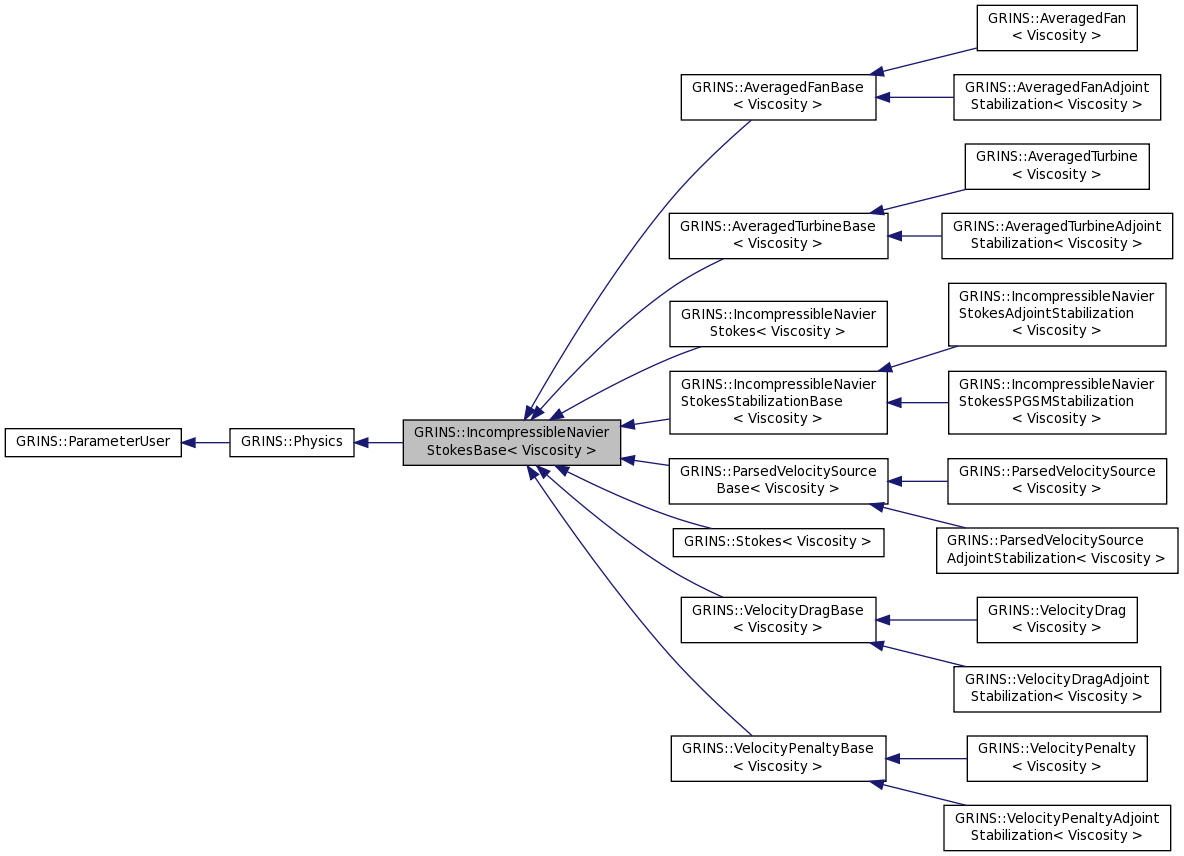 GRINS::ParameterUser
GRINS::Physics
GRINS::IncompressibleNavier
StokesBase< Viscosity >
GRINS::AveragedFanBase
< Viscosity >
GRINS::AveragedTurbineBase
< Viscosity >
GRINS::IncompressibleNavier
Stokes< Viscosity >
GRINS::IncompressibleNavier
StokesStabilizationBase
< Viscosity >
GRINS::ParsedVelocitySource
Base< Viscosity >
GRINS::Stokes< Viscosity >
GRINS::VelocityDragBase
< Viscosity >
GRINS::VelocityPenaltyBase
< Viscosity >
GRINS::AveragedFan
< Viscosity >
GRINS::AveragedFanAdjoint
Stabilization< Viscosity >
GRINS::AveragedTurbine
< Viscosity >
GRINS::AveragedTurbineAdjoint
Stabilization< Viscosity >
GRINS::IncompressibleNavier
StokesAdjointStabilization
< Viscosity >
GRINS::IncompressibleNavier
StokesSPGSMStabilization
< Viscosity >
GRINS::ParsedVelocitySource
< Viscosity >
GRINS::ParsedVelocitySource
AdjointStabilization< Viscosity >
GRINS::VelocityDrag
< Viscosity >
GRINS::VelocityDragAdjoint
Stabilization< Viscosity >
GRINS::VelocityPenalty
< Viscosity >
GRINS::VelocityPenaltyAdjoint
Stabilization< Viscosity >